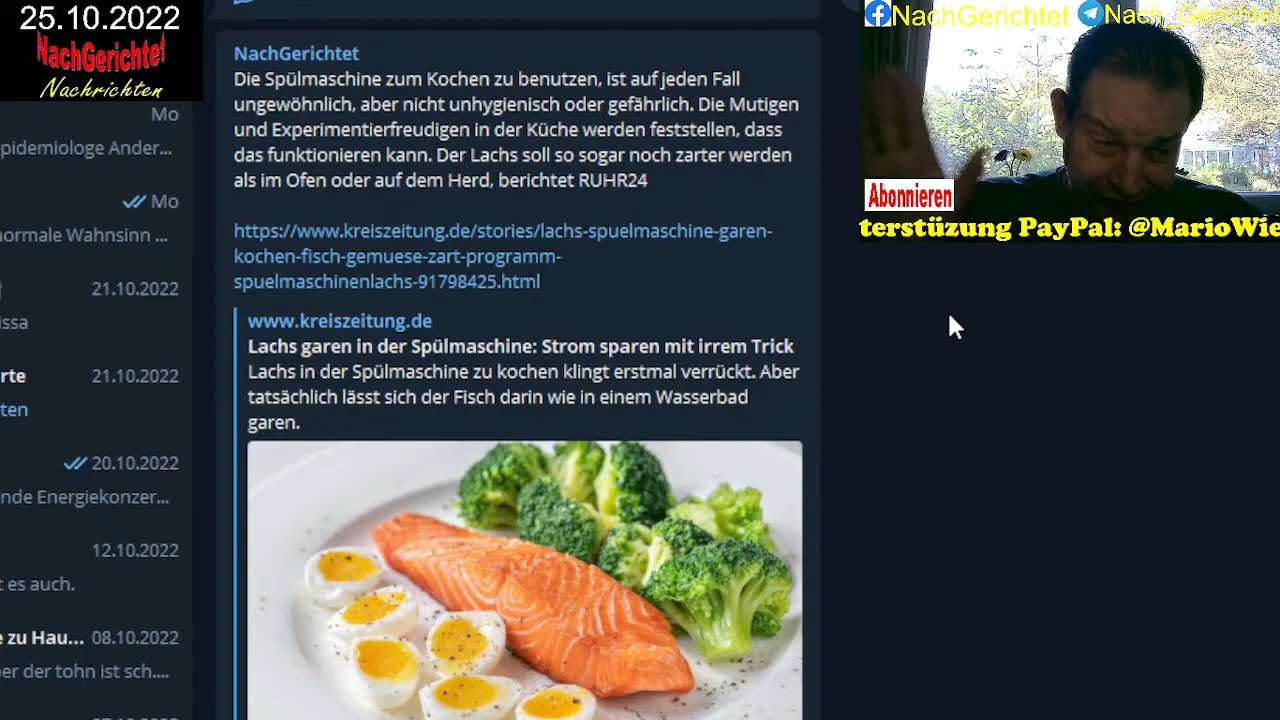 25.10.2022
NachGerichtet
Nachrichten
NachGerichtet
Nach_Gerichtet
Abonnieren
terstüzung PayPal: @MarioWie
Mo
pidemiologe Ander...
Mo
normale Wahnsinn ...
21.10.2022
issa
rte
21.10.2022
ten
20.10.2022
nde Energiekonzer...
12.10.2022
t es auch.
e zu Hau...
08.10.2022
ber der tohn ist sch....
NachGerichtet
Die Spülmaschine zum Kochen zu benutzen, ist auf jeden Fall
ungewöhnlich, aber nicht unhygienisch oder gefährlich. Die Mutigen
und Experimentierfreudigen in der Küche werden feststellen, dass
das funktionieren kann. Der Lachs soll so sogar noch zarter werden
als im Ofen oder auf dem Herd, berichtet RUHR24
https://www.kreiszeitung.de/stories/lachs-spuelmaschine-garen-
kochen-fisch-gemuese-zart-programm-
spuelmaschinenlachs-91798425.html
www.kreiszeitung.de
Lachs garen in der Spülmaschine: Strom sparen mit irrem Trick
Lachs in der Spülmaschine zu kochen klingt erstmal verrückt. Aber
tatsächlich lässt sich der Fisch darin wie in einem Wasserbad
garen.